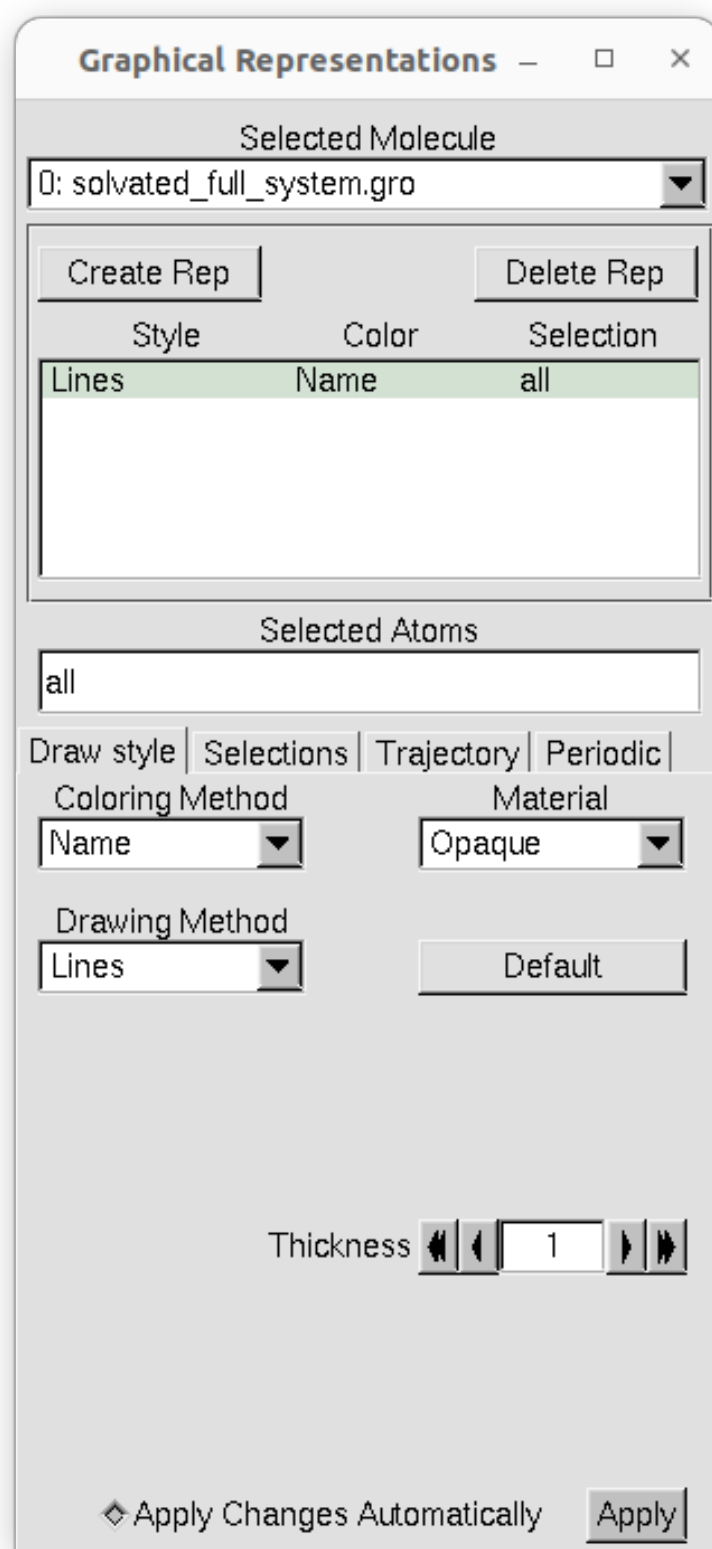 Graphical Representations
Selected Molecule
0: solvated_full_system.gro
Create Rep Delete Rep
Style Color Selection
Lines Name all
Selected Atoms
all
Draw style Selections Trajectory Periodic
Coloring Method Material
Name Opaque
Drawing Method
Lines Default
Thickness 1
Apply Changes Automatically Apply